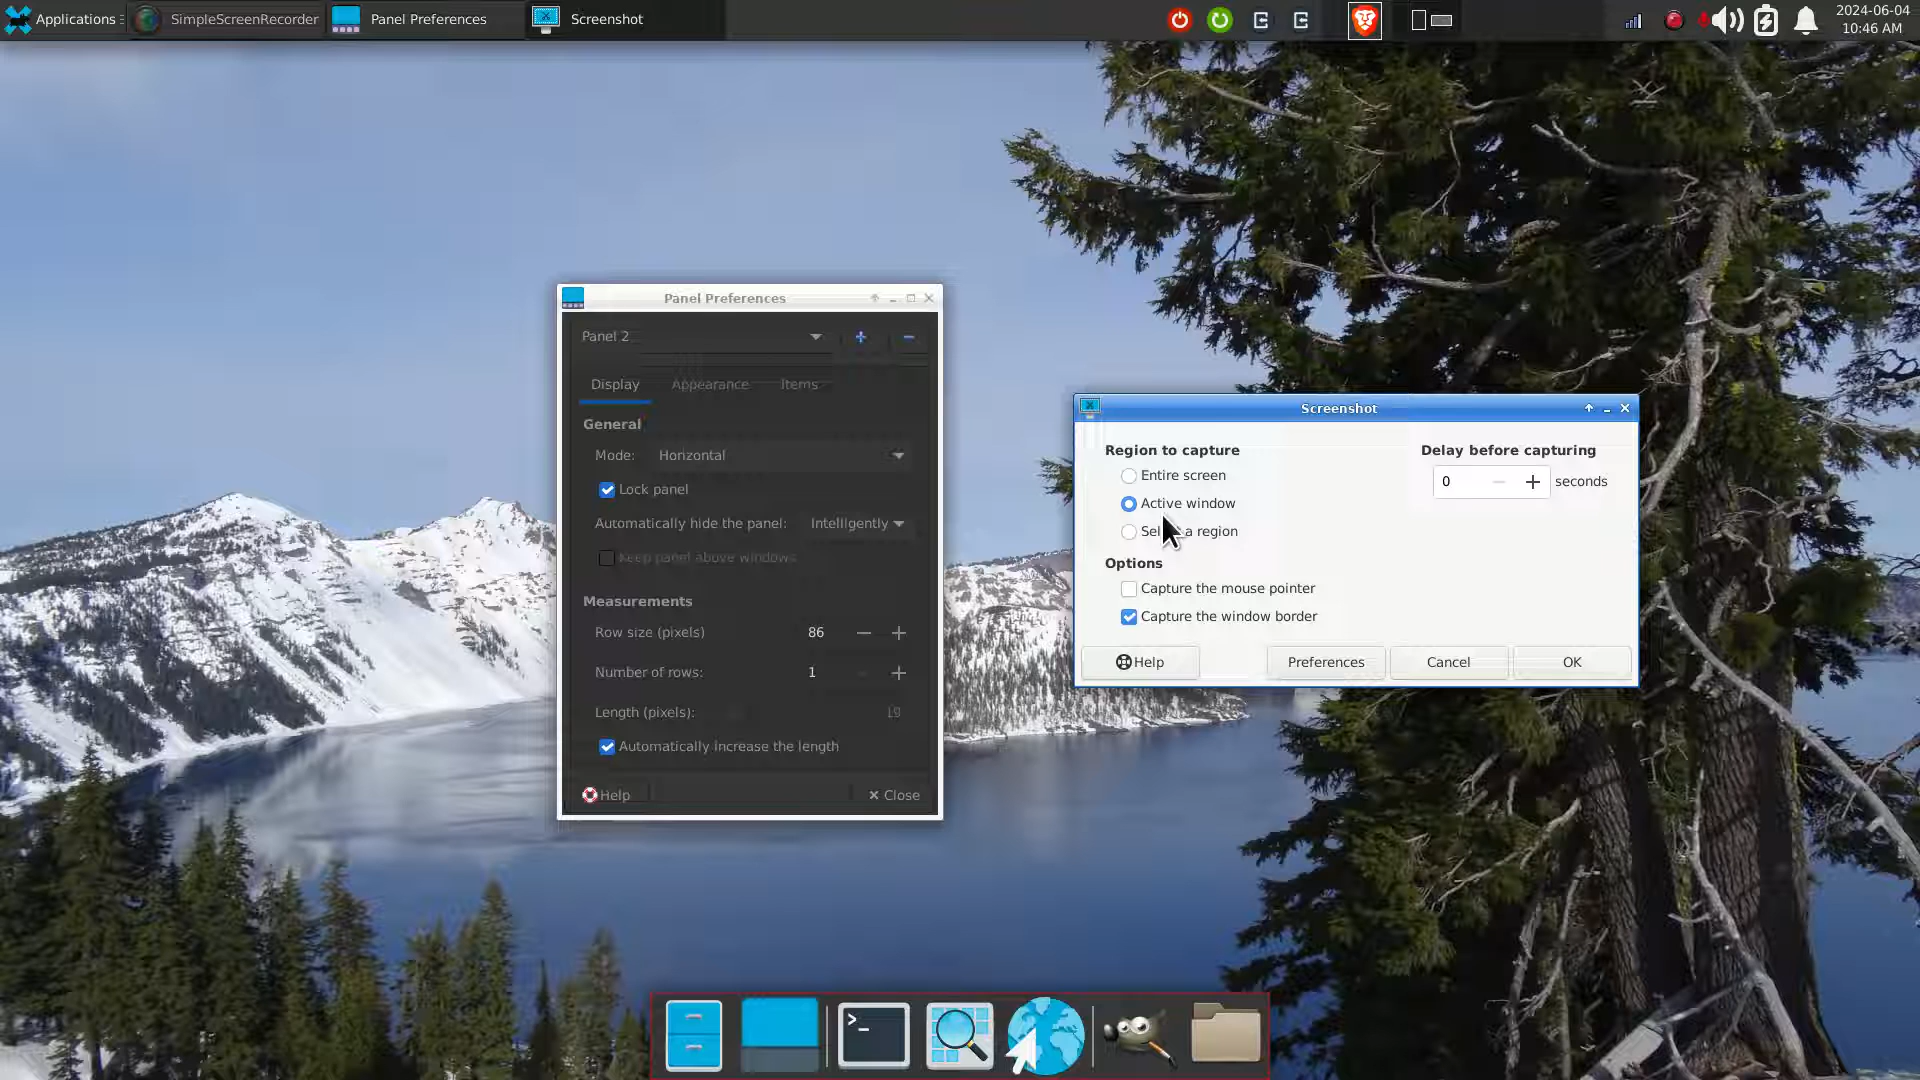 Applications
SimpleScreenRecorder
Panel Preferences
Screenshot
2024-06-04
10:46 AM
Panel Preferences
Panel 2
Display
Appearance
Items
General
Mode:
Horizontal
Lock panel
Automatically hide the panel:
Intelligently
Keep panel above windows
Measurements
Row size (pixels)
86
Number of rows:
1
Length (pixels):
19
Automatically increase the length
Help
Close
Screenshot
Region to capture
Entire screen
Active window
Sel a region
Delay before capturing
0
seconds
Options
Capture the mouse pointer
Capture the window border
Help
Preferences
Cancel
OK
>_